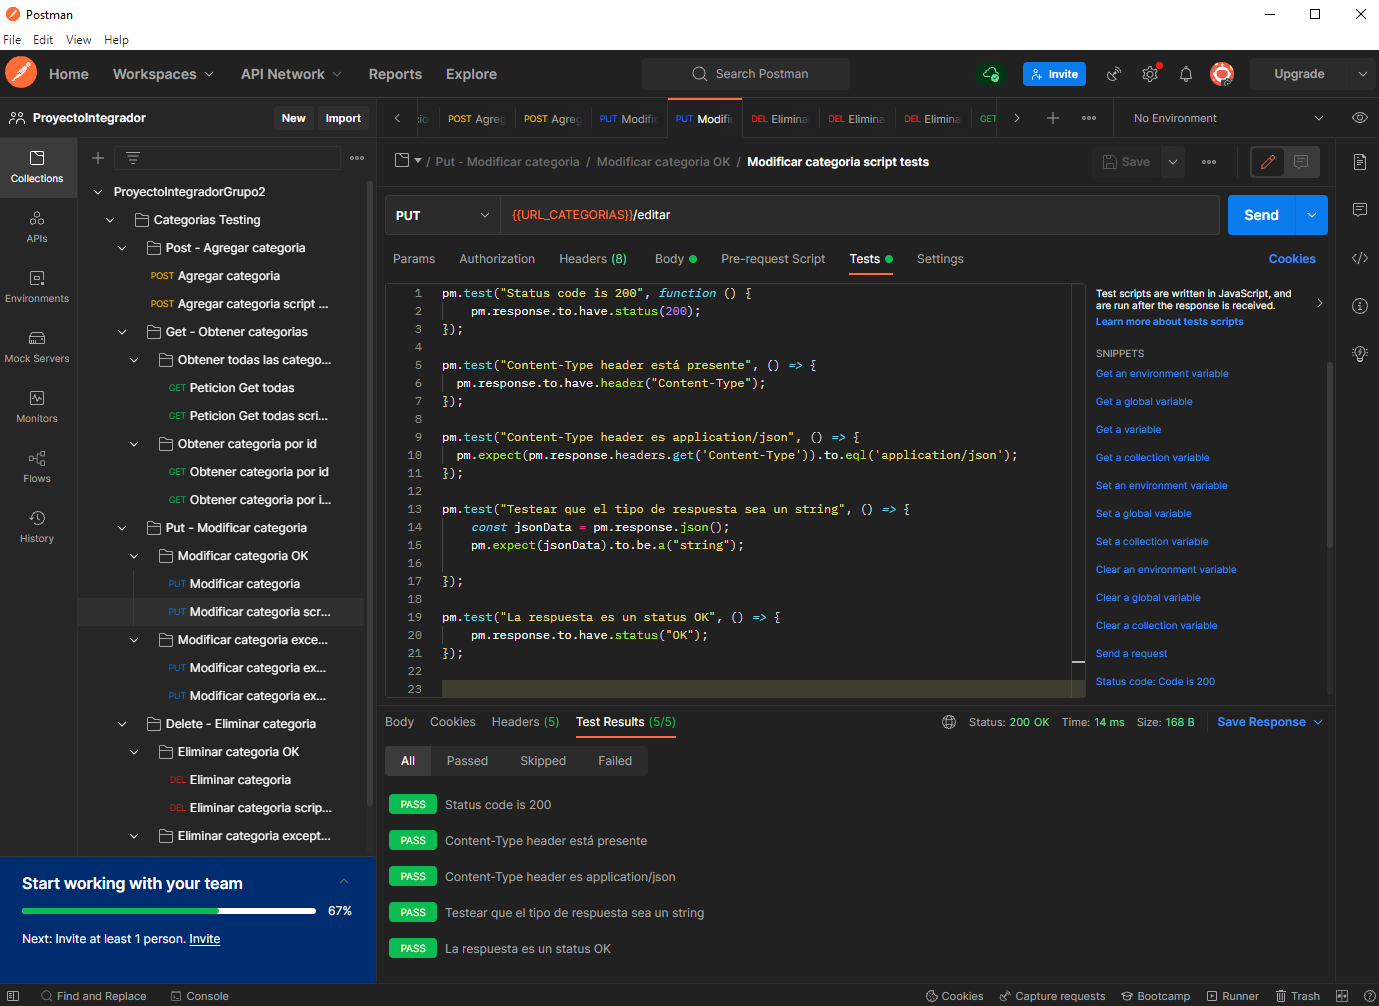 Postman
File Edit View Help
Home Workspaces API Network Reports Explore Search Postman Invite Upgrade
ProyectoIntegrador New Import
POST Agreg POST Agreg PUT Modific PUT Modific DEL Elimina DEL Elimina DEL Elimina GET No Environment
Collections
APIs
Environments
Mock Servers
Monitors
Flows
History
ProyectoIntegradorGrupo2
Categorias Testing
Post - Agregar categoria
POST Agregar categoria
POST Agregar categoria script ...
Get - Obtener categorias
Obtener todas las catego...
GET Peticion Get todas
GET Peticion Get todas scri...
Obtener categoria por id
GET Obtener categoria por id
GET Obtener categoria por i...
Put - Modificar categoria
Modificar categoria OK
PUT Modificar categoria
PUT Modificar categoria scr...
Modificar categoria exce...
PUT Modificar categoria ex...
PUT Modificar categoria ex...
Delete - Eliminar categoria
Eliminar categoria OK
DEL Eliminar categoria
DEL Eliminar categoria scrip...
Eliminar categoria except...
Start working with your team
67%
Next: Invite at least 1 person. Invite
/ Put - Modificar categoria / Modificar categoria OK / Modificar categoria script tests Save
PUT {{URL_CATEGORIAS}}/editar Send
Params Authorization Headers (8) Body Pre-request Script Tests Settings Cookies
1 pm.test("Status code is 200", function () {
2 pm.response.to.have.status(200);
3 });
4
5 pm.test("Content-Type header está presente", () => {
6 pm.response.to.have.header("Content-Type");
7 });
8
9 pm.test("Content-Type header es application/json", () => {
10 pm.expect(pm.response.headers.get('Content-Type')).to.eql('application/json');
11 });
12
13 pm.test("Testear que el tipo de respuesta sea un string", () => {
14 const jsonData = pm.response.json();
15 pm.expect(jsonData).to.be.a("string");
16
17 });
18
19 pm.test("La respuesta es un status OK", () => {
20 pm.response.to.have.status("OK");
21 });
22
23
Test scripts are written in JavaScript, and
are run after the response is received.
Learn more about tests scripts
SNIPPETS
Get an environment variable
Get a global variable
Get a variable
Get a collection variable
Set an environment variable
Set a global variable
Set a collection variable
Clear an environment variable
Clear a global variable
Clear a collection variable
Send a request
Status code: Code is 200
Body Cookies Headers (5) Test Results (5/5) Status: 200 OK Time: 14 ms Size: 168 B Save Response
All Passed Skipped Failed
PASS Status code is 200
PASS Content-Type header está presente
PASS Content-Type header es application/json
PASS Testear que el tipo de respuesta sea un string
PASS La respuesta es un status OK
Find and Replace Console Cookies Capture requests Bootcamp Runner Trash